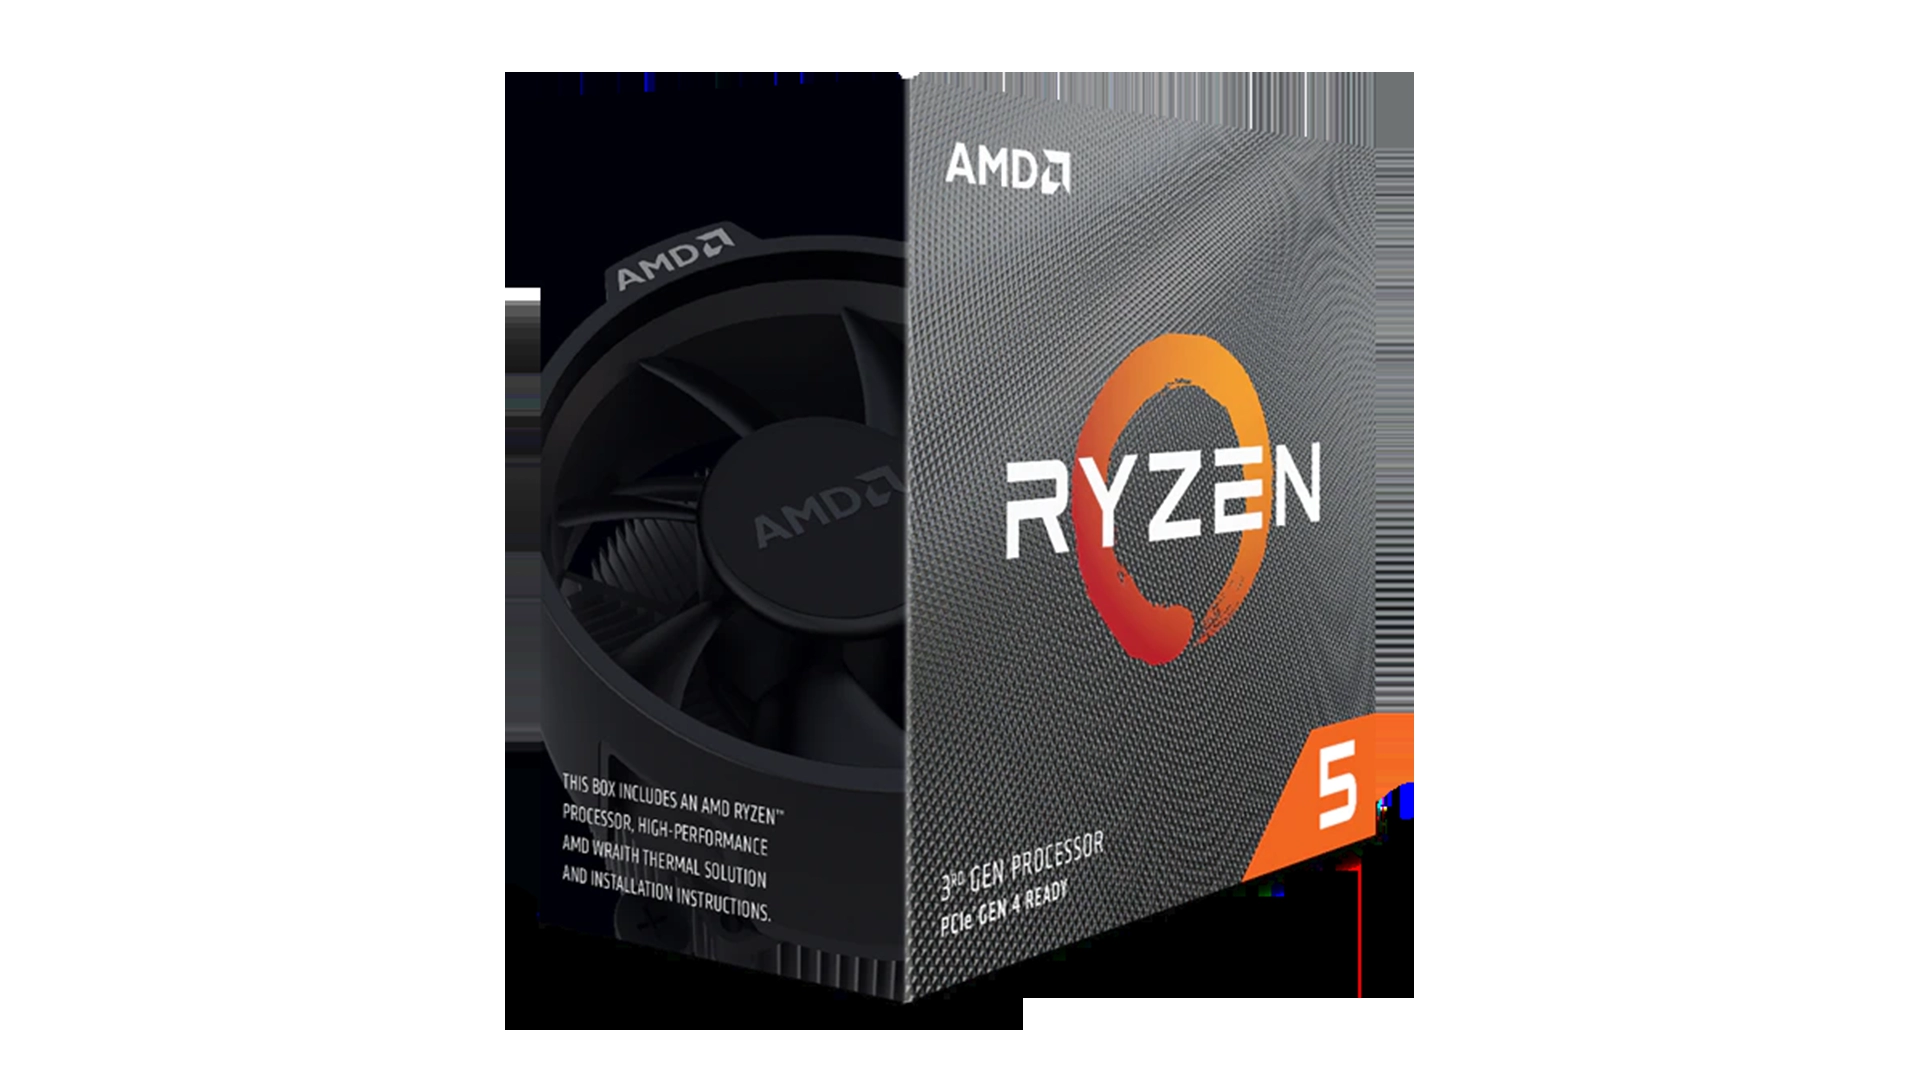 AMD
AMD
THIS BOX INCLUDES AN AMD RYZEN™
PROCESSOR, HIGH-PERFORMANCE
AMD WRAITH THERMAL SOLUTION
AND INSTALLATION INSTRUCTIONS.
AMD
RYZEN
5
3RD GEN PROCESSOR
PCIe® GEN 4 READY